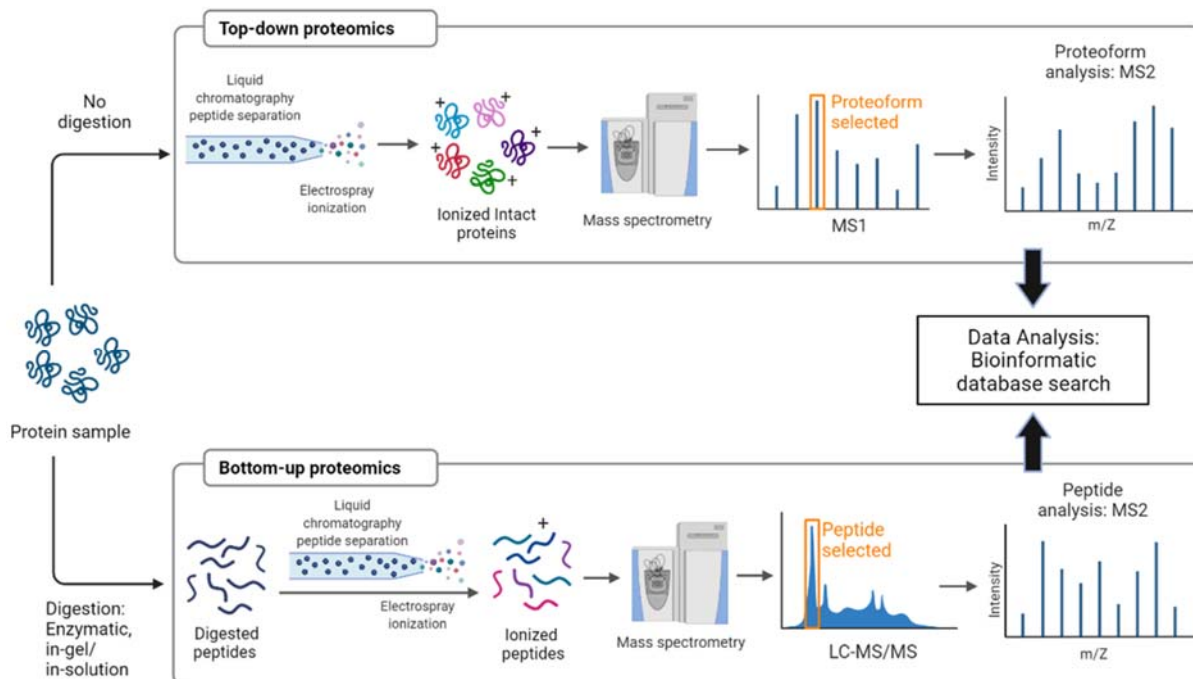 Top-down proteomics
No
digestion
Liquid
chromatography
peptide separation
Electrospray
ionization
+
+
+
+
+
Ionized Intact
proteins
Mass spectrometry
Proteoform
selected
MS1
Proteoform
analysis: MS2
Intensity
m/Z
Protein sample
Data Analysis:
Bioinformatic
database search
Bottom-up proteomics
Digestion:
Enzymatic,
in-gel/
in-solution
Digested
peptides
Liquid
chromatography
peptide separation
Electrospray
ionization
+
Ionized
peptides
Mass spectrometry
Peptide
selected
LC-MS/MS
Peptide
analysis: MS2
Intensity
m/Z